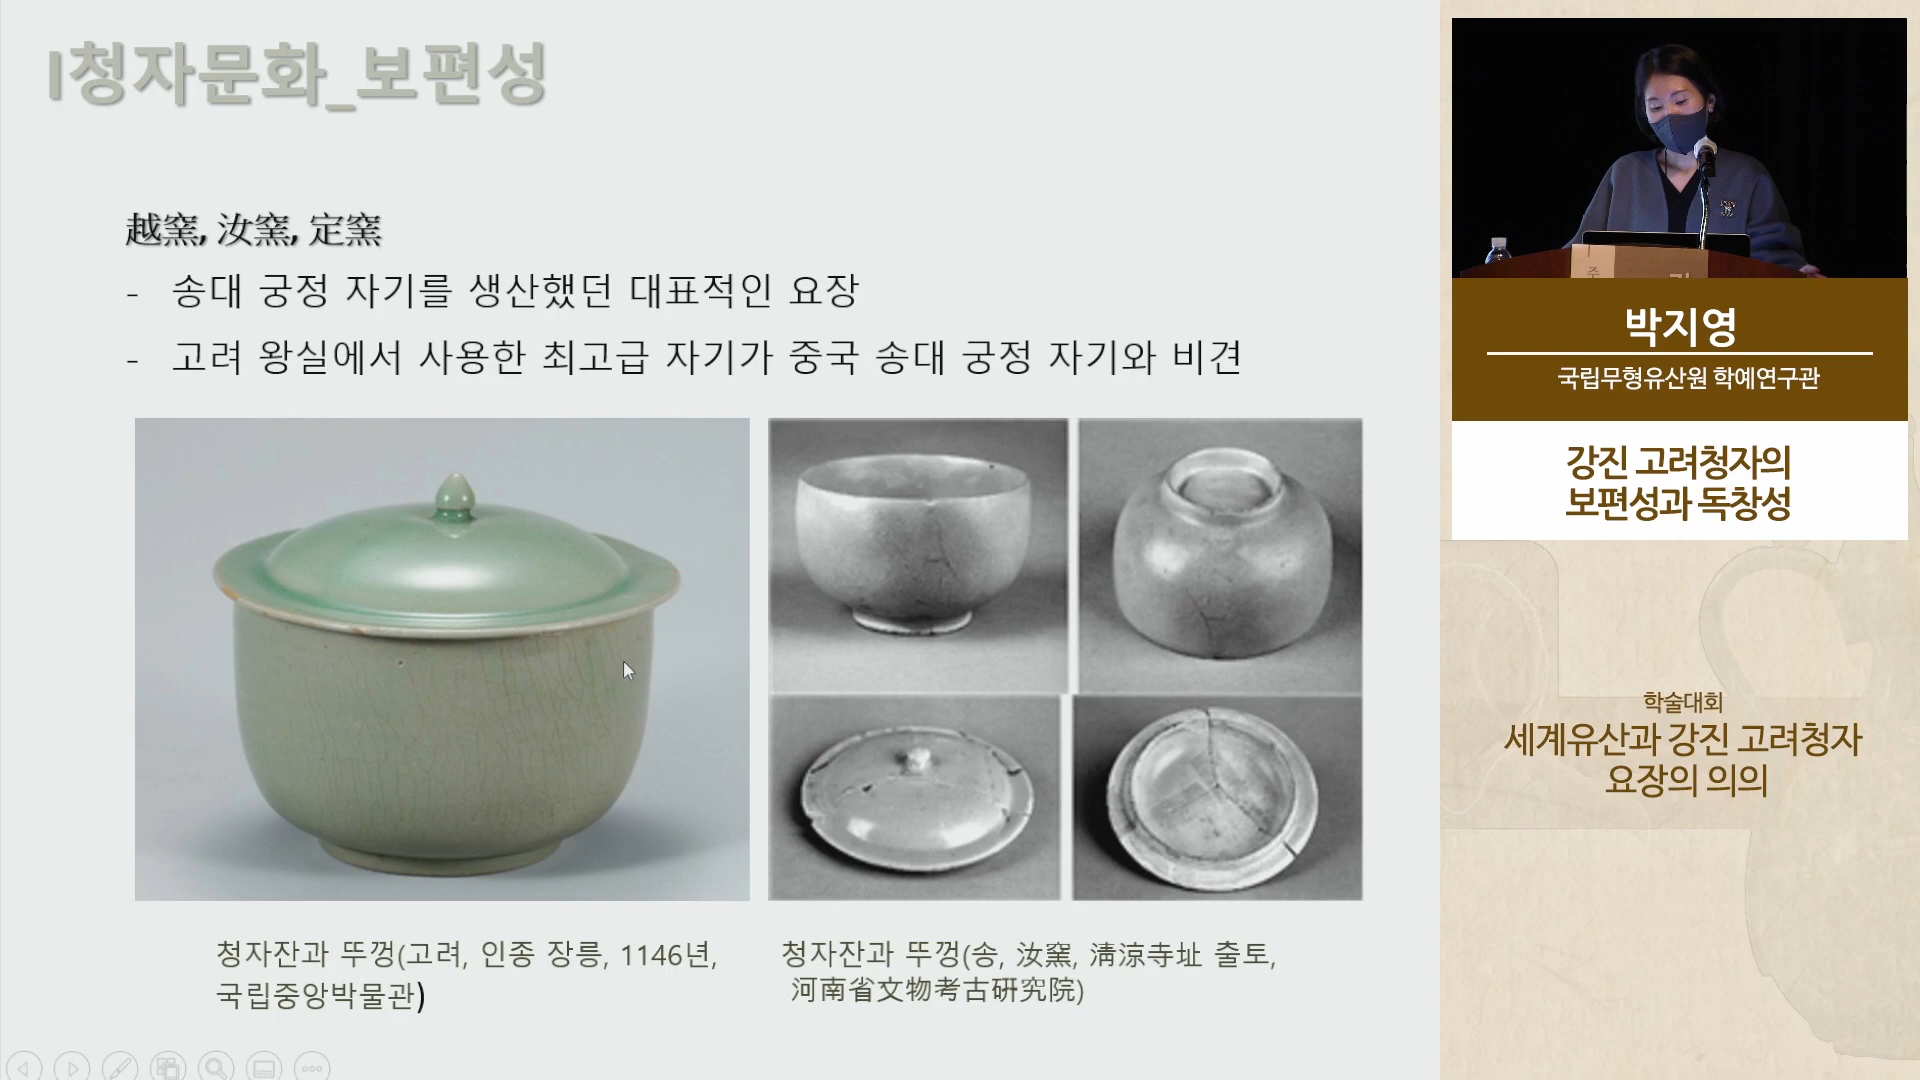 I청자문화_보편성
越窯, 汝窯, 定窯
- 송대 궁정 자기를 생산했던 대표적인 요장
- 고려 왕실에서 사용한 최고급 자기가 중국 송대 궁정 자기와 비견
청자잔과 뚜껑(고려, 인종 장릉, 1146년,
국립중앙박물관)
청자잔과 뚜껑(송, 汝窯, 淸凉寺址 출토,
河南省文物考古硏究院)
박지영
국립무형유산원 학예연구관
강진 고려청자의
보편성과 독창성
학술대회
세계유산과 강진 고려청자
요장의 의의